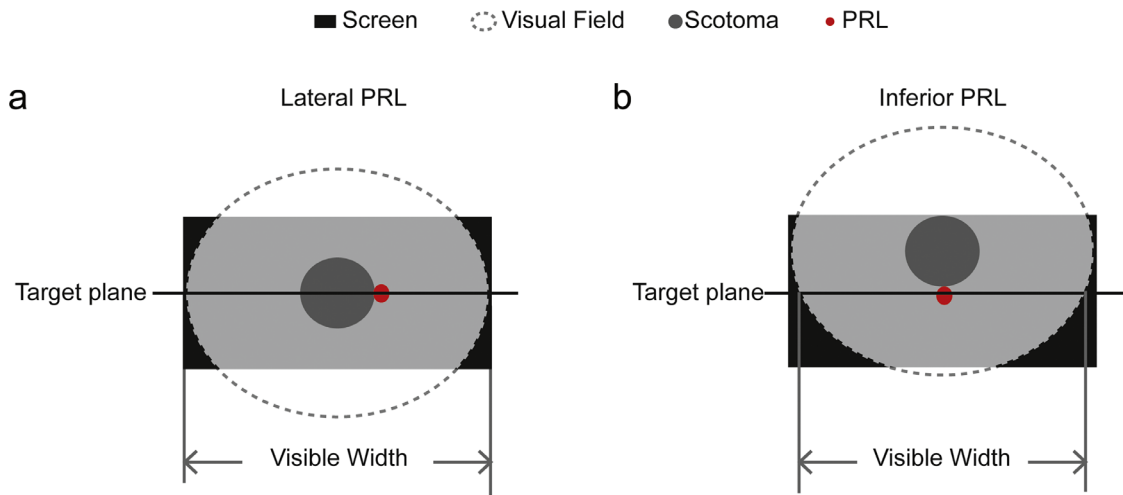 Screen Visual Field Scotoma PRL
a Lateral PRL
b Inferior PRL
Target plane
Target plane
Visible Width
Visible Width